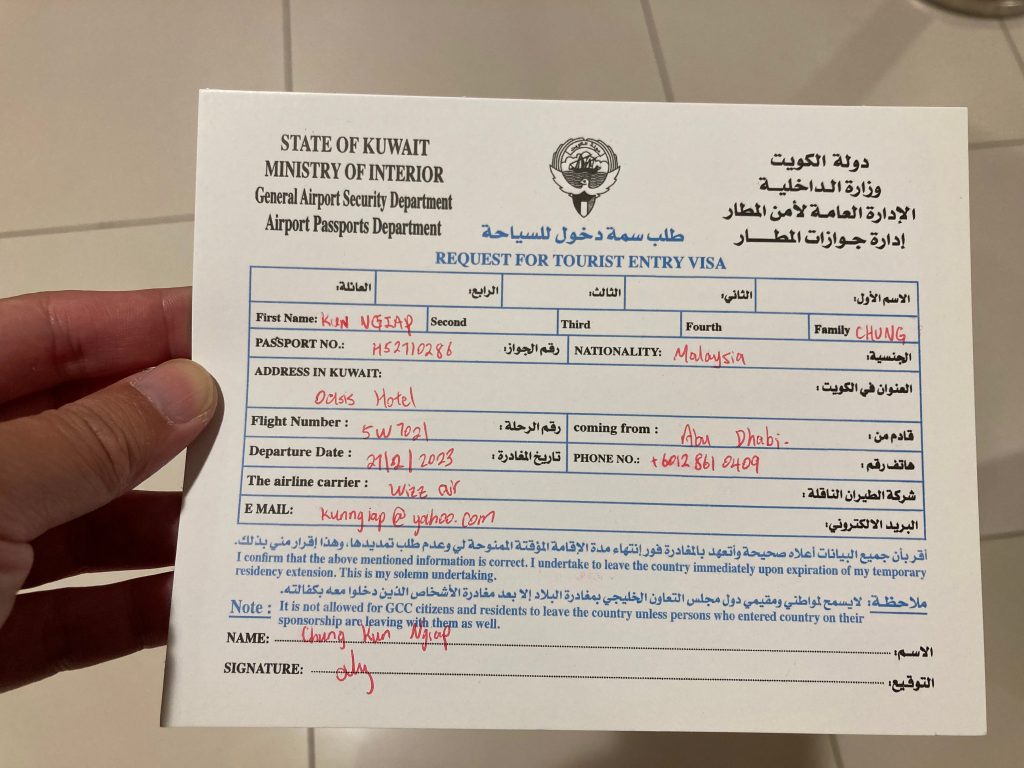 STATE OF KUWAIT
MINISTRY OF INTERIOR
General Airport Security Department
Airport Passports Department
دولة الكويت
وزارة الداخلية
الإدارة العامة لأمن المطار
إدارة جوازات المطار
طلب سمة دخول للسياحة
REQUEST FOR TOURIST ENTRY VISA
الاسم الأول: الثاني: الثالث: الرابع: العائلة:
First Name: KUN NGIAP Second Third Fourth Family CHUNG
PASSPORT NO.: H52710286 رقم الجواز: NATIONALITY: Malaysia الجنسية:
ADDRESS IN KUWAIT: العنوان في الكويت:
Oasis Hotel
Flight Number : 5W7021 رقم الرحلة: coming from : Abu Dhabi. قادم من:
Departure Date : 2023 تاريخ المغادرة: PHONE NO.: +6012 861 0409 هاتف رقم:
The airline carrier : Wizz air شركة الطيران الناقلة:
E MAIL: kunngiap@yahoo.com البريد الالكتروني:
أقر بأن جميع البيانات أعلاه صحيحة وأتعهد بالمغادرة فور إنتهاء مدة الإقامة المؤقتة الممنوحة لي وعدم طلب تمديدها، وهذا إقرار مني بذلك.
I confirm that the above mentioned information is correct. I undertake to leave the country immediately upon expiration of my temporary
residency extension. This is my solemn undertaking.
ملاحظة: لايسمح لمواطني ومقيمي دول مجلس التعاون الخليجي بمغادرة البلاد إلا بعد مغادرة الأشخاص الذين دخلوا معه بكفالته.
Note : It is not allowed for GCC citizens and residents to leave the country unless persons who entered country on their
sponsorship are leaving with them as well.
NAME: Chung Kun Ngiap الاسم:
SIGNATURE: التوقيع: